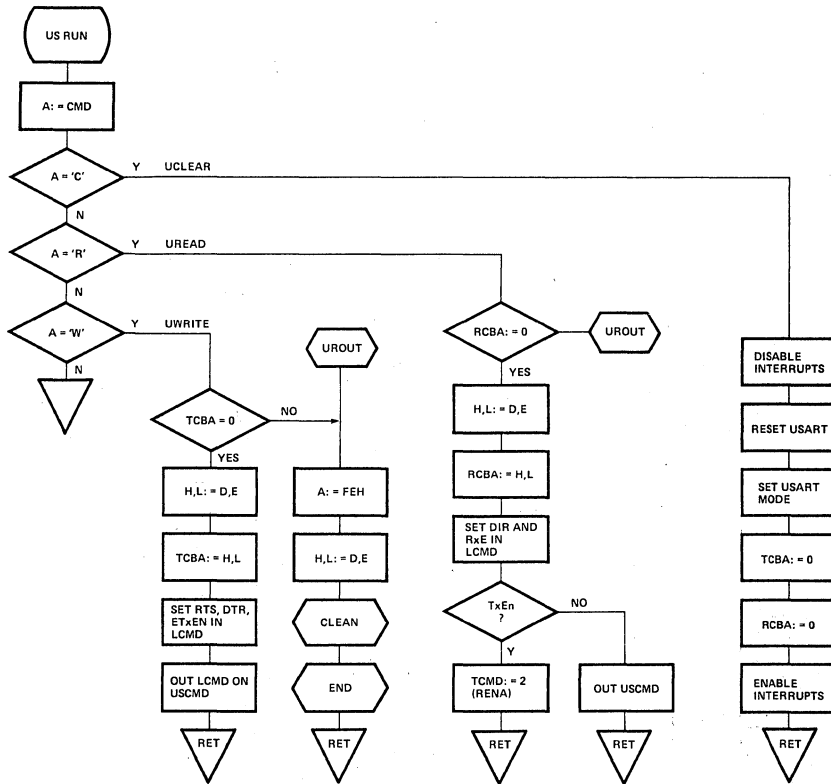 US RUN
A: = CMD
A = 'C'
Y
UCLEAR
N
A = 'R'
Y
UREAD
N
A = 'W'
Y
UWRITE
N
TCBA = 0
NO
YES
H,L: = D,E
TCBA: = H,L
SET RTS, DTR,
ETxEN IN
LCMD
OUT LCMD ON
USCMD
RET
UROUT
A: = FEH
H,L: = D,E
CLEAN
END
RET
RCBA: = 0
UROUT
YES
H,L: = D,E
RCBA: = H,L
SET DIR AND
RxE IN
LCMD
TxEn
?
NO
Y
TCMD: = 2
(RENA)
RET
OUT USCMD
RET
DISABLE
INTERRUPTS
RESET USART
SET USART
MODE
TCBA: = 0
RCBA: = 0
ENABLE
INTERRUPTS
RET